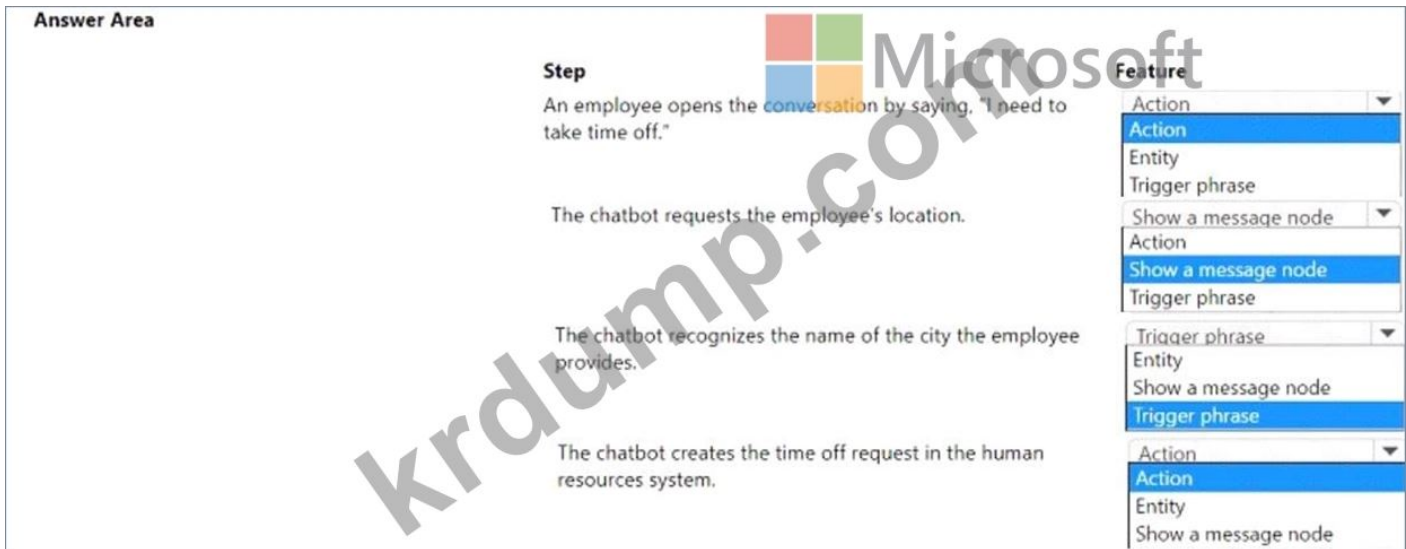 Answer Area
Microsoft
Step
Feature
An employee opens the conversation by saying, "I need to
take time off."
Action
Action
Entity
Trigger phrase
The chatbot requests the employee's location.
Show a message node
Action
Show a message node
Trigger phrase
The chatbot recognizes the name of the city the employee
provides.
Trigger phrase
Entity
Show a message node
Trigger phrase
The chatbot creates the time off request in the human
resources system.
Action
Action
Entity
Show a message node
krdump.com